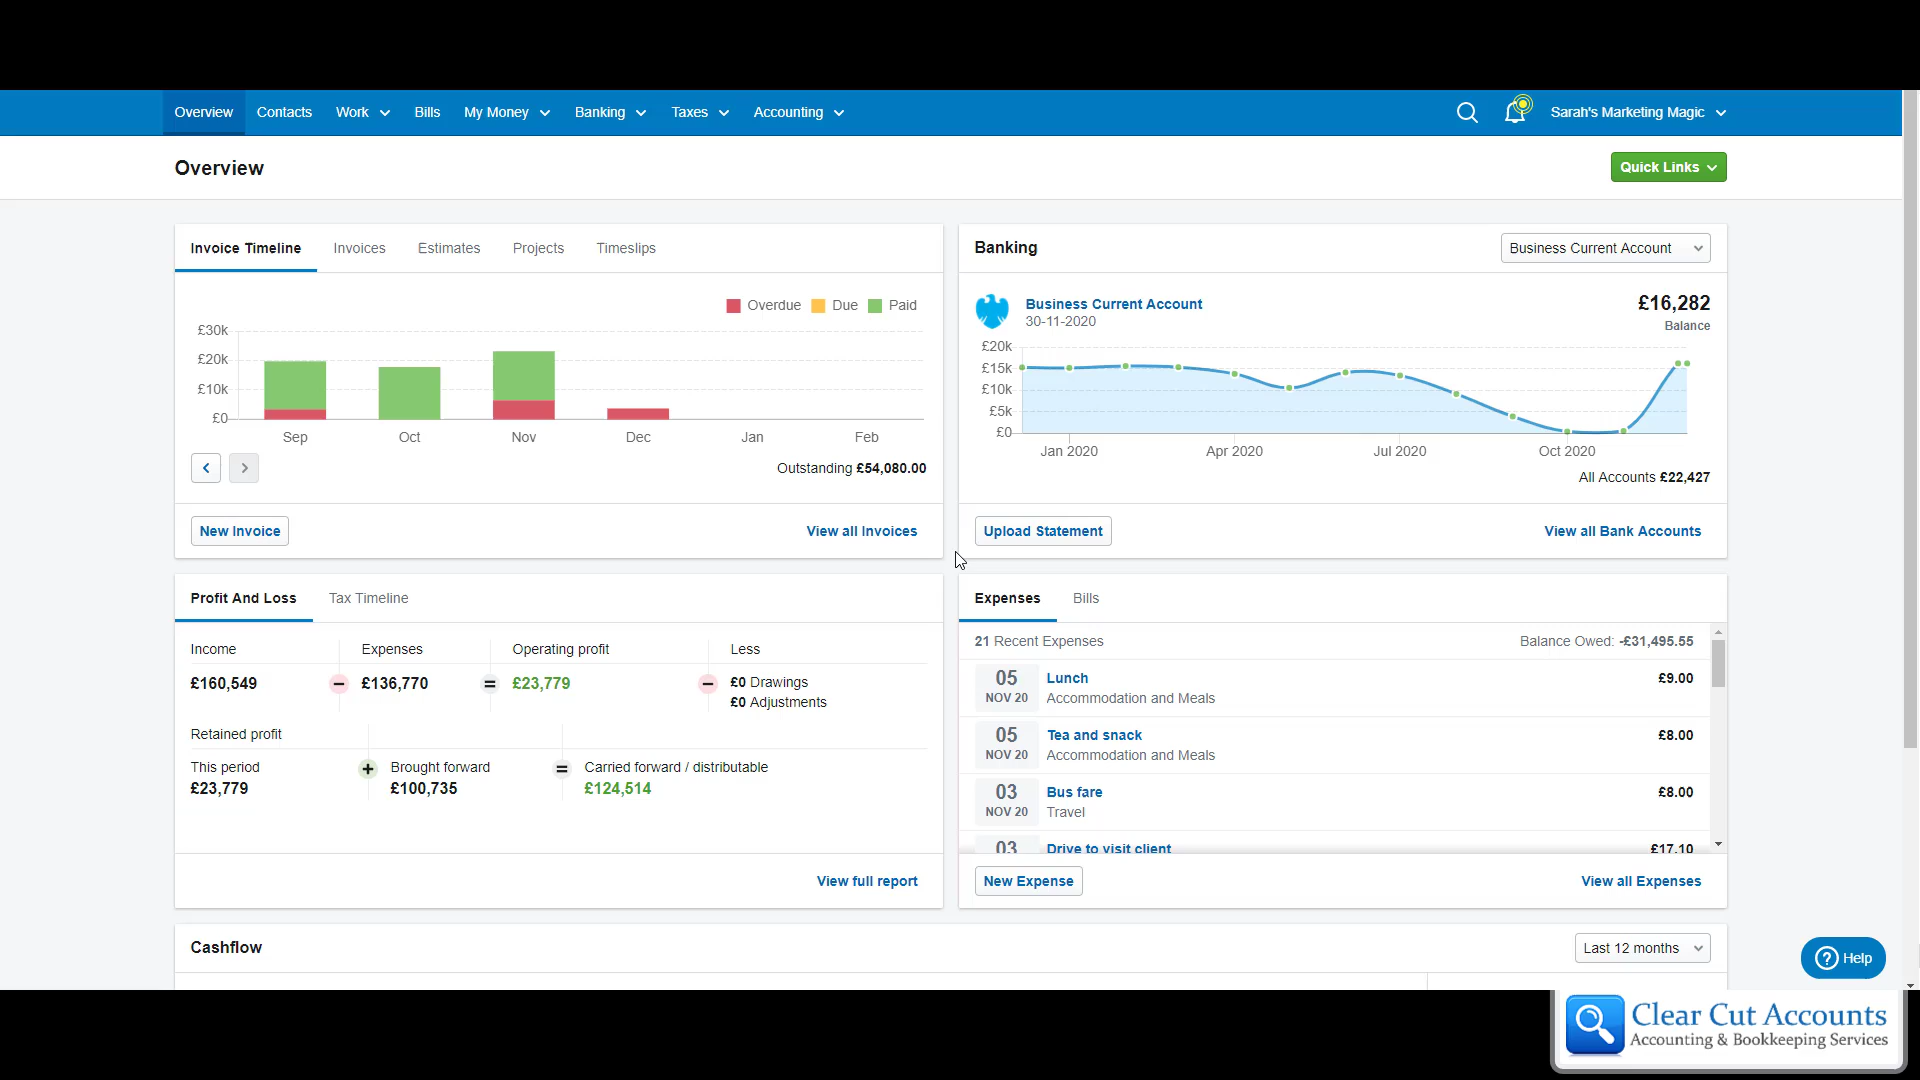 Overview Contacts Work Bills My Money Banking Taxes Accounting Sarah's Marketing Magic
Overview
Quick Links
Invoice Timeline Invoices Estimates Projects Timeslips
Overdue Due Paid
£30k
£20k
£10k
£0
Sep Oct Nov Dec Jan Feb
Outstanding £54,080.00
New Invoice
View all Invoices
Banking
Business Current Account
Business Current Account
30-11-2020
£16,282
Balance
£20k
£15k
£10k
£5k
£0
Jan 2020 Apr 2020 Jul 2020 Oct 2020
All Accounts £22,427
Upload Statement
View all Bank Accounts
Profit And Loss Tax Timeline
Income Expenses Operating profit Less
£160,549 − £136,770 = £23,779 − £0 Drawings
£0 Adjustments
Retained profit
This period + Brought forward = Carried forward / distributable
£23,779 £100,735 £124,514
View full report
Expenses Bills
21 Recent Expenses Balance Owed: -£31,495.55
05 Lunch £9.00
NOV 20 Accommodation and Meals
05 Tea and snack £8.00
NOV 20 Accommodation and Meals
03 Bus fare £8.00
NOV 20 Travel
03 Drive to visit client £17.10
New Expense
View all Expenses
Cashflow
Last 12 months
? Help
Clear Cut Accounts
Accounting & Bookkeeping Services